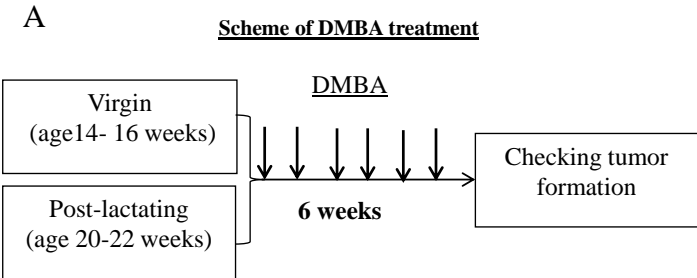 A
Scheme of DMBA treatment
DMBA
Virgin
(age14- 16 weeks)
Post-lactating
(age 20-22 weeks)
6 weeks
Checking tumor
formation